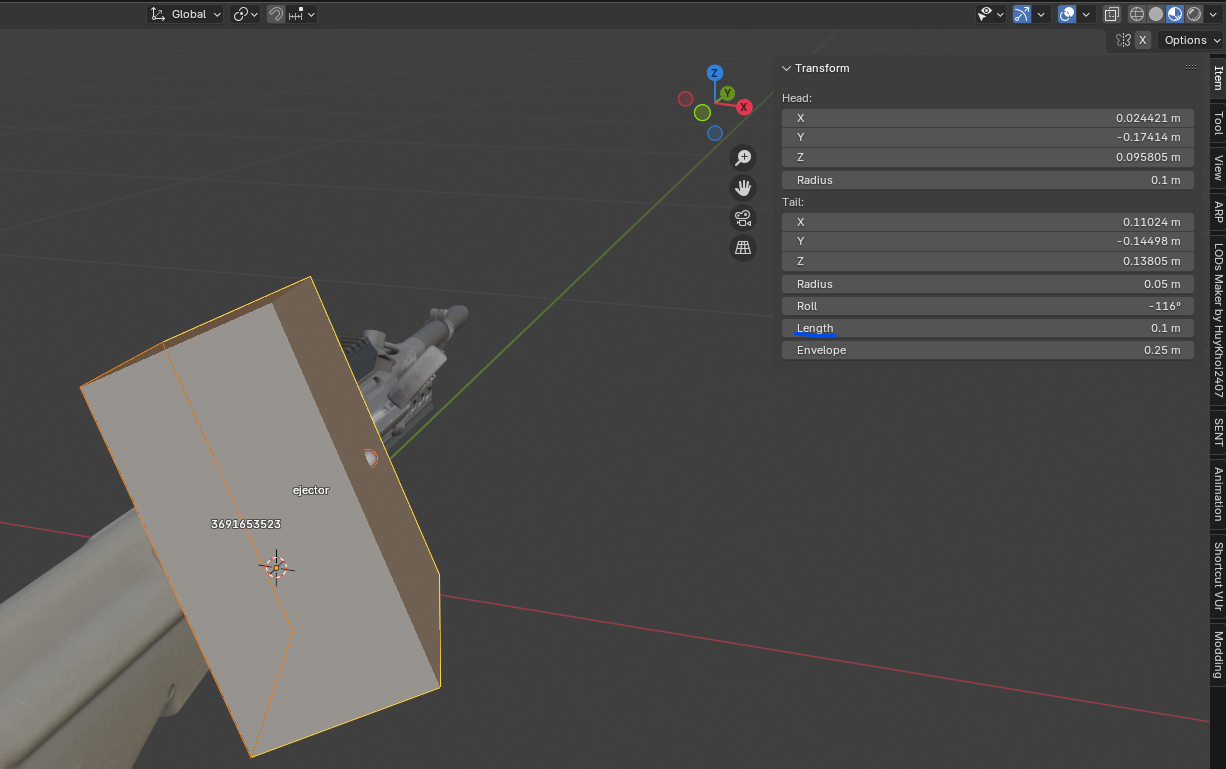 Global
X
Options
Transform
Head:
X 0.024421 m
Y -0.17414 m
Z 0.095805 m
Radius 0.1 m
Tail:
X 0.11024 m
Y -0.14498 m
Z 0.13805 m
Radius 0.05 m
Roll -116°
Length 0.1 m
Envelope 0.25 m
Z
Y
X
ejector
3691653523
Item
Tool
View
ARP
LODs Maker by HuyKhoi2407
SENT
Animation
Shortcut VUr
Modding